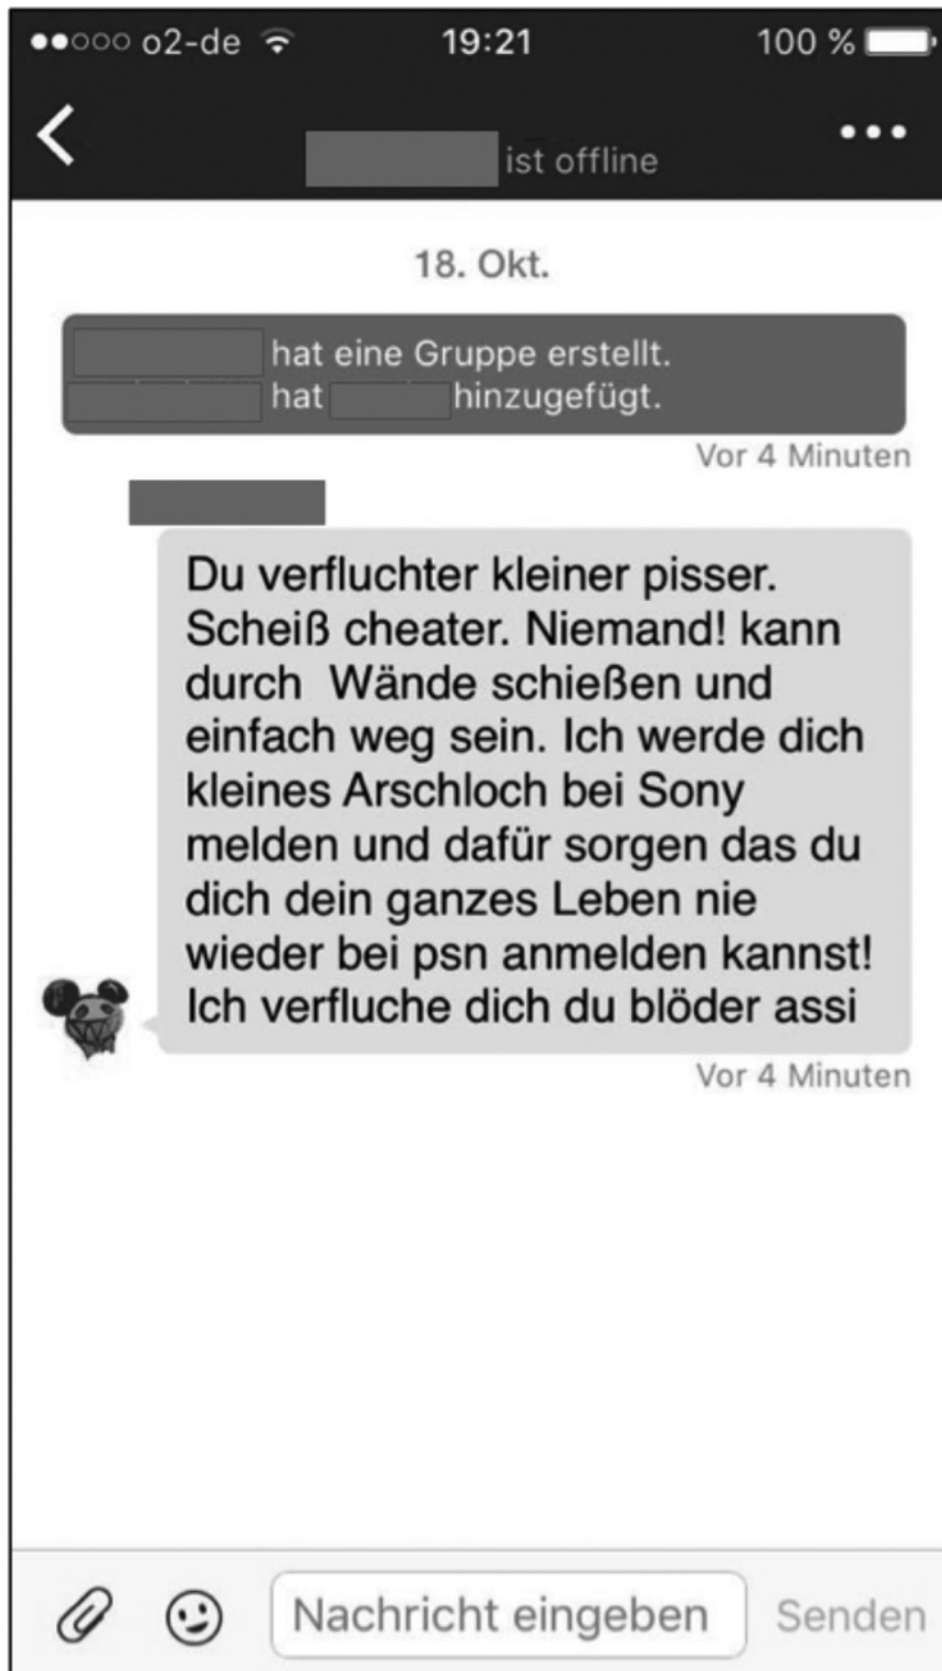 o2-de 19:21 100 %
ist offline
18. Okt.
hat eine Gruppe erstellt.
hat hinzugefügt.
Vor 4 Minuten
Du verfluchter kleiner pisser.
Scheiß cheater. Niemand! kann
durch Wände schießen und
einfach weg sein. Ich werde dich
kleines Arschloch bei Sony
melden und dafür sorgen das du
dich dein ganzes Leben nie
wieder bei psn anmelden kannst!
Ich verfluche dich du blöder assi
Vor 4 Minuten
Nachricht eingeben Senden